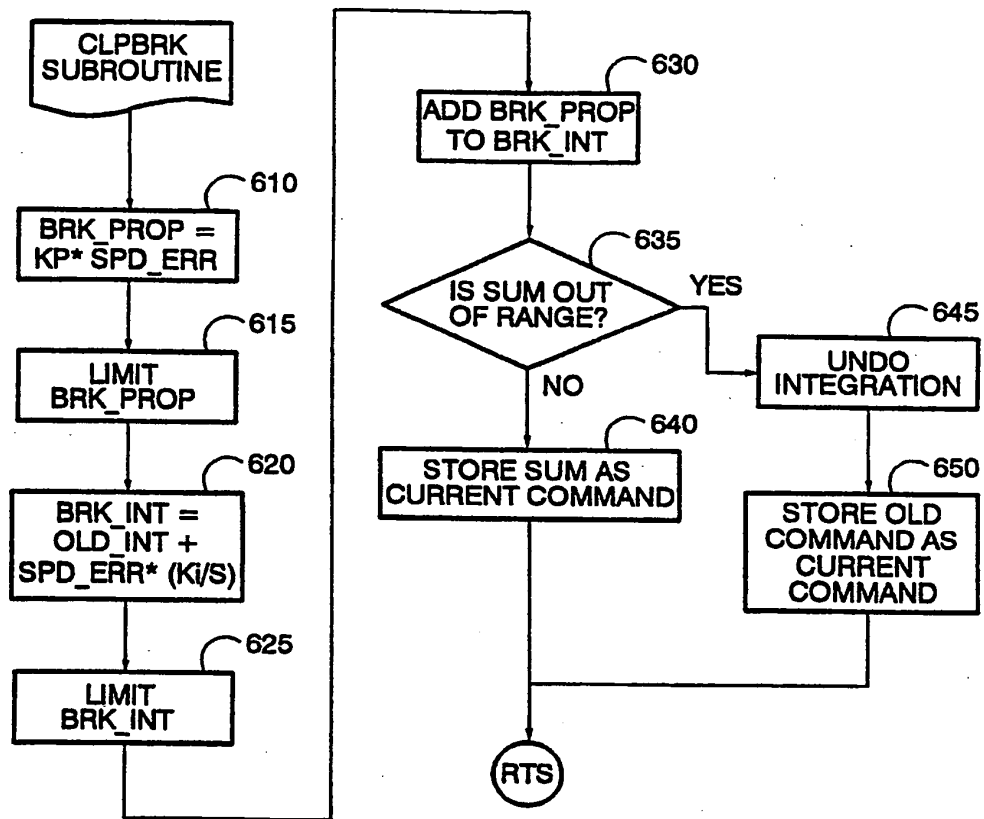 CLPBRK
SUBROUTINE
610
BRK_PROP =
KP* SPD_ERR
615
LIMIT
BRK_PROP
620
BRK_INT =
OLD_INT +
SPD_ERR* (Ki/S)
625
LIMIT
BRK_INT
630
ADD BRK_PROP
TO BRK_INT
635
IS SUM OUT
OF RANGE?
YES
NO
640
STORE SUM AS
CURRENT COMMAND
645
UNDO
INTEGRATION
650
STORE OLD
COMMAND AS
CURRENT
COMMAND
RTS